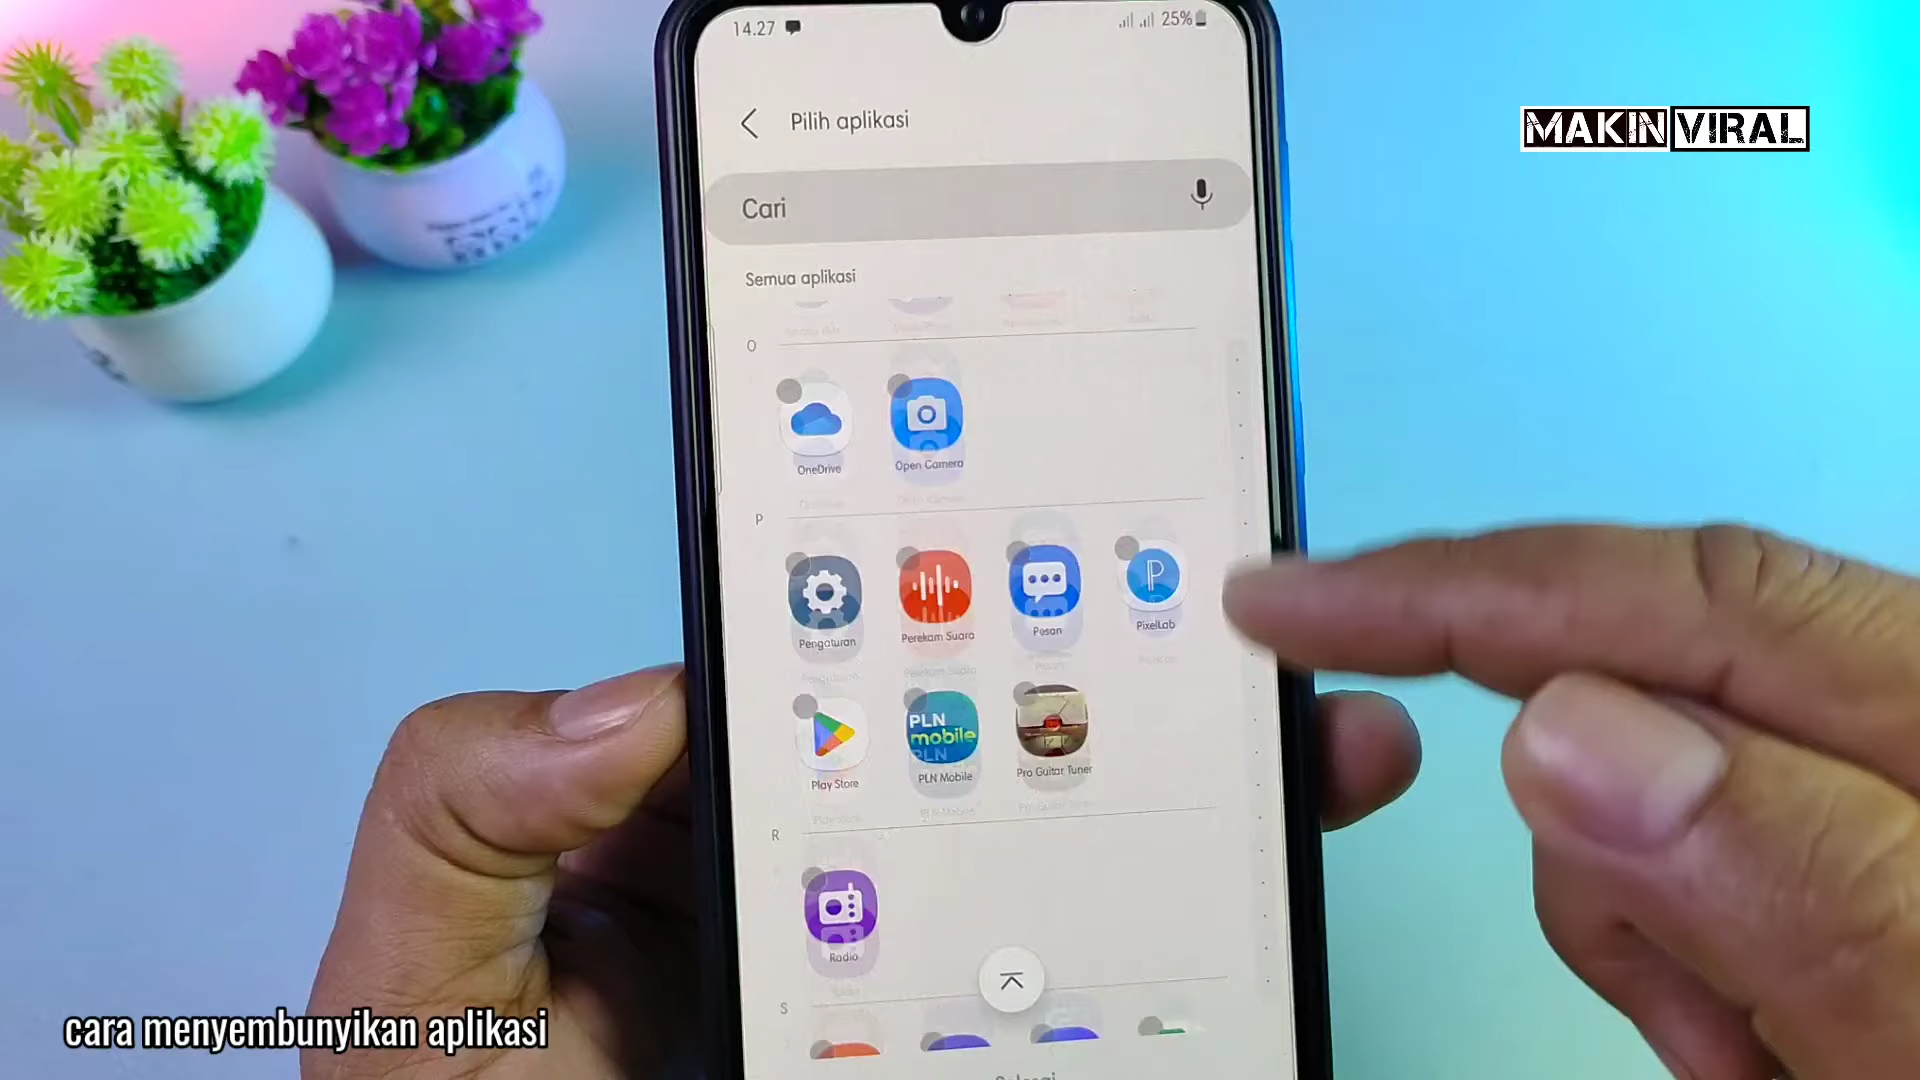 14.27
25%
MAKIN VIRAL
Pilih aplikasi
Cari
Semua aplikasi
O
OneDrive
Open Camera
P
Pengaturan
Perekam Suara
Pesan
PixelLab
Play Store
PLN mobile
PLN Mobile
Pro Guitar Tuner
R
Radio
S
cara menyembunyikan aplikasi